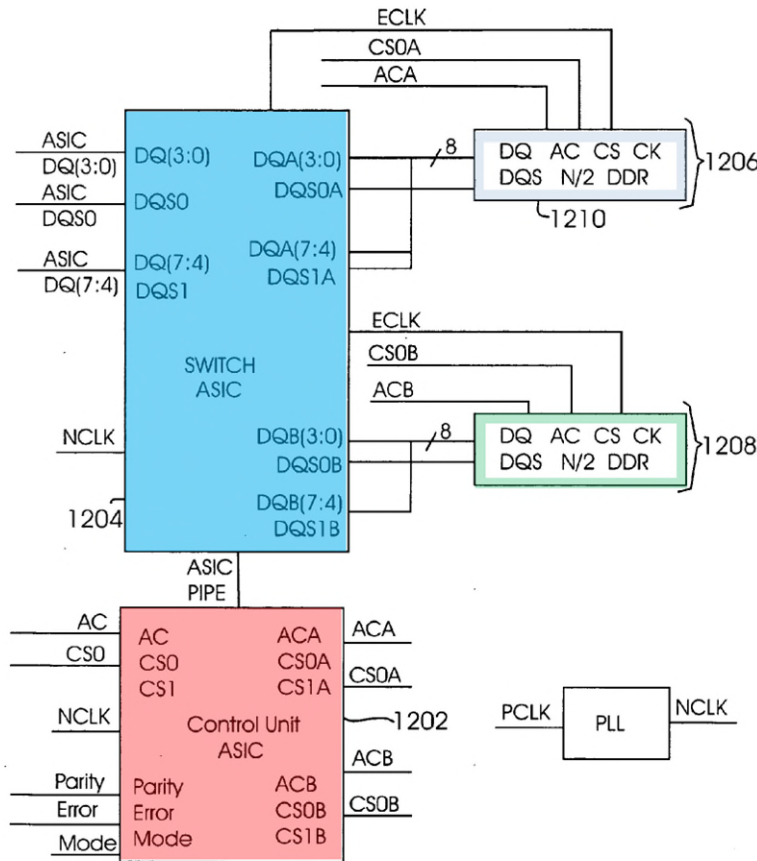 ECLK
CS0A
ACA
ASIC
DQ(3:0)
ASIC
DQS0
ASIC
DQ(7:4)
NCLK
1204
DQ(3:0)
DQS0
DQ(7:4)
DQS1
DQA(3:0)
DQS0A
DQA(7:4)
DQS1A
SWITCH
ASIC
DQB(3:0)
DQS0B
DQB(7:4)
DQS1B
8
DQ AC CS CK
DQS N/2 DDR
1206
1210
ECLK
CS0B
ACB
8
DQ AC CS CK
DQS N/2 DDR
1208
ASIC
PIPE
AC
CS0
NCLK
Parity
Error
Mode
AC
CS0
CS1
ACA
CS0A
CS1A
Control Unit
ASIC
Parity
Error
Mode
ACB
CS0B
CS1B
ACA
CS0A
1202
ACB
CS0B
PCLK
PLL
NCLK